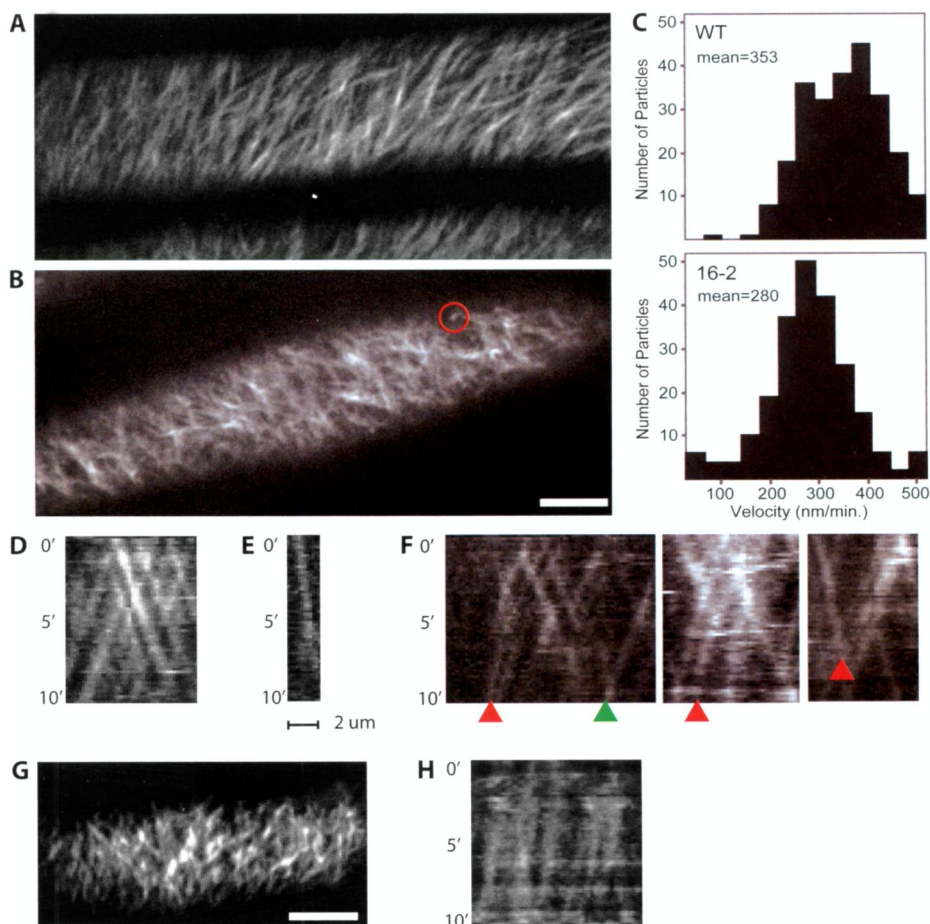 A
B
C
WT
mean=353
Number of Particles
50
40
30
20
10
16-2
mean=280
Number of Particles
50
40
30
20
10
100 200 300 400 500
Velocity (nm/min.)
D
0'
5'
10'
E
0'
5'
10'
2 um
F
0'
5'
10'
G
H
0'
5'
10'